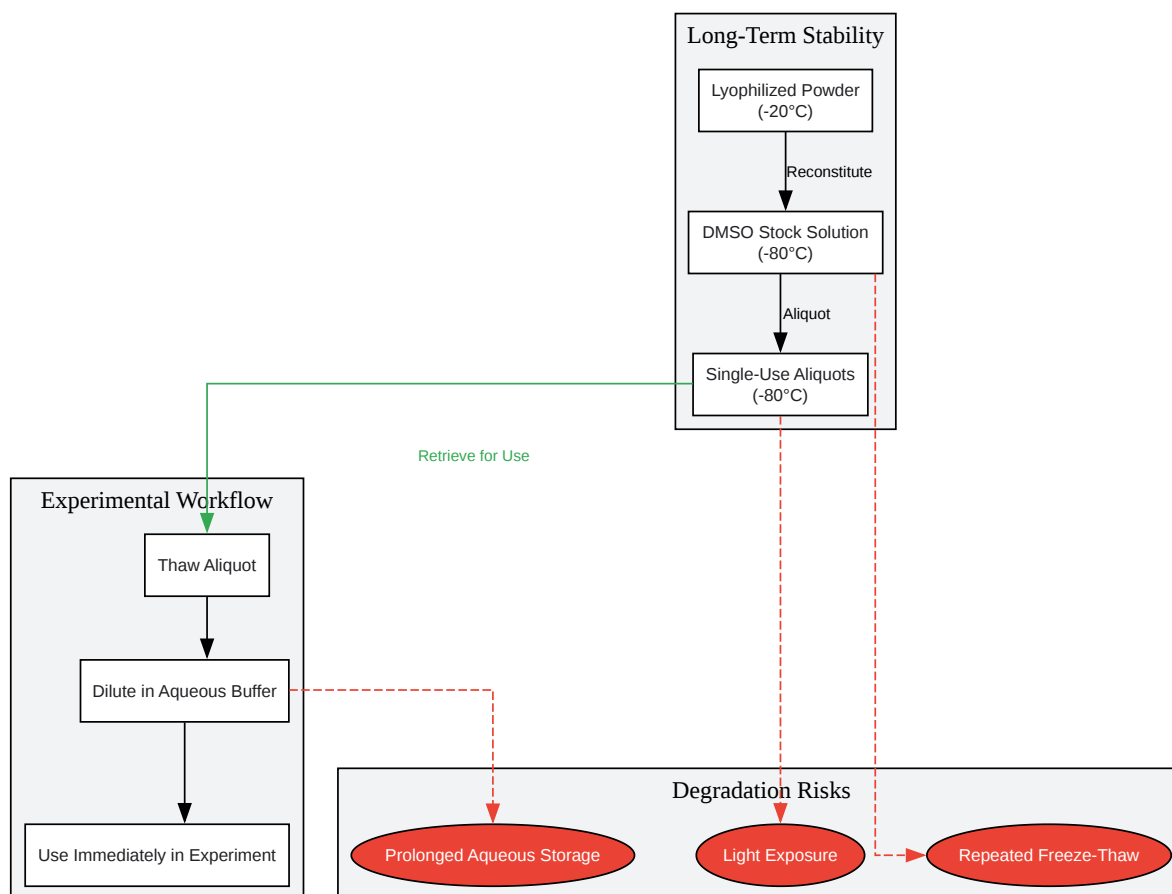 Long-Term Stability
Lyophilized Powder
(-20°C)
Reconstitute
DMSO Stock Solution
(-80°C)
Aliquot
Single-Use Aliquots
(-80°C)
Retrieve for Use
Experimental Workflow
Thaw Aliquot
Dilute in Aqueous Buffer
Use Immediately in Experiment
Degradation Risks
Prolonged Aqueous Storage
Light Exposure
Repeated Freeze-Thaw